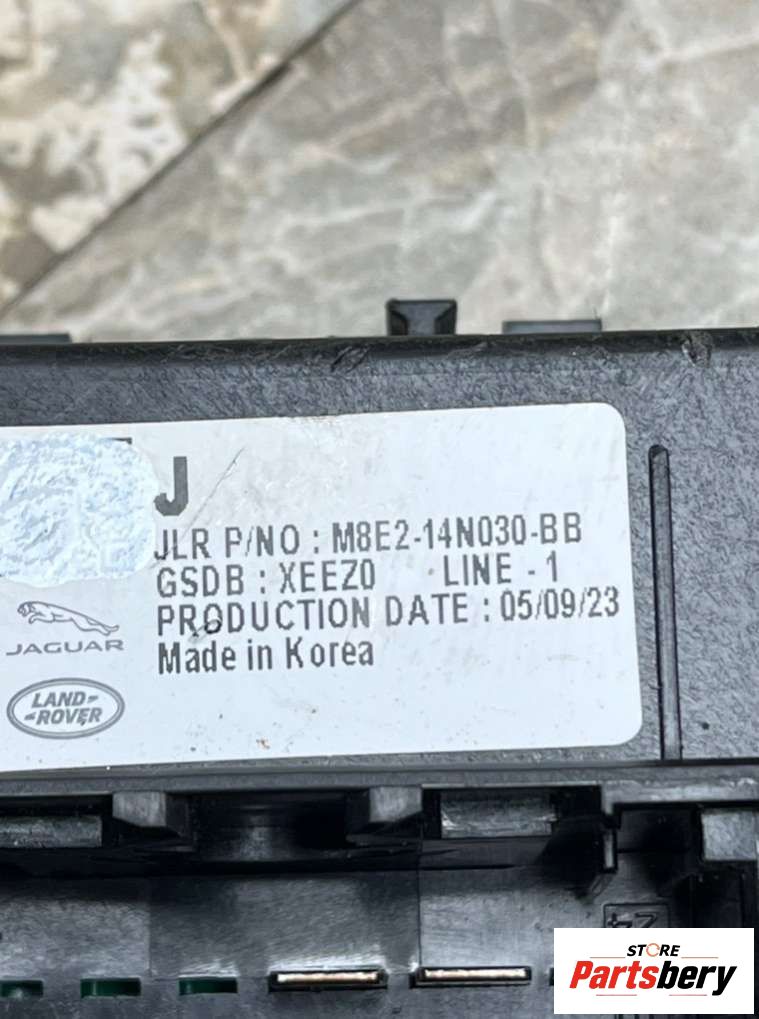 J
JLR P/NO : M8E2-14N030-BB
GSDB : XEEZ0 LINE - 1
PRODUCTION DATE : 05/09/23
Made in Korea
JAGUAR
LAND-
-ROVER
24
STORE
Partsbery